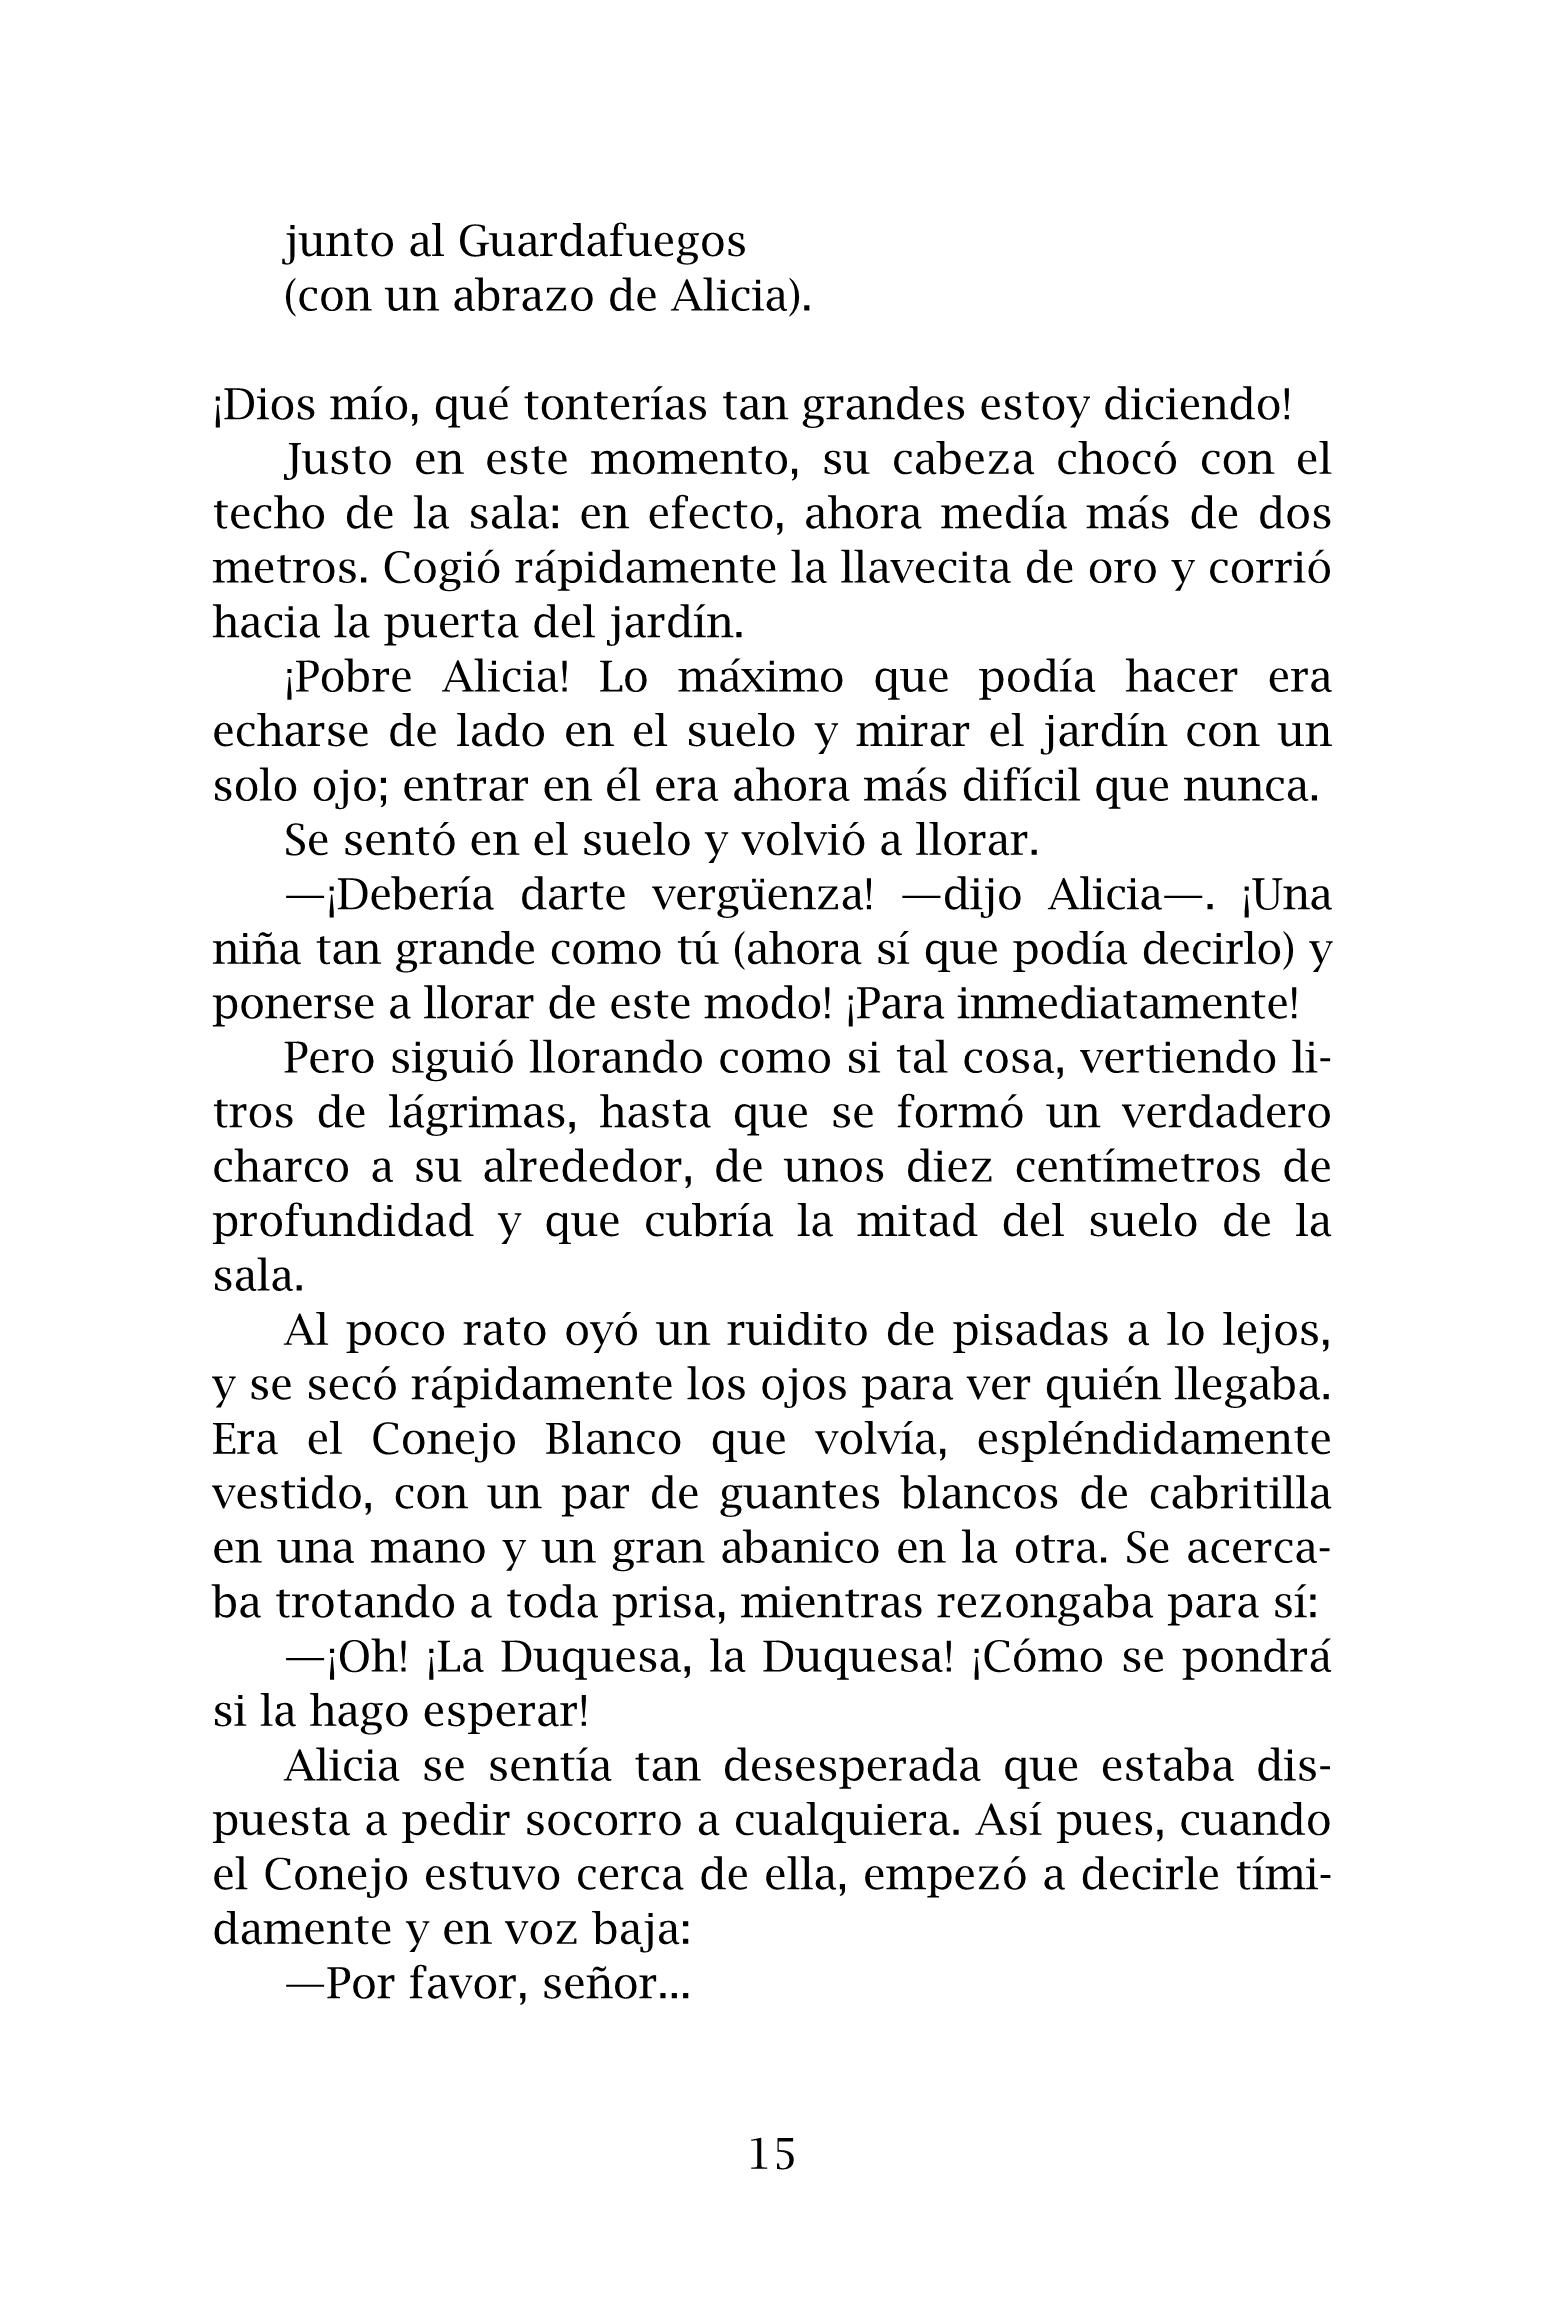 junto al Guardafuegos
(con un abrazo de Alicia).
¡Dios mío, qué tonterías tan grandes estoy diciendo!
Justo en este momento, su cabeza chocó con el
techo de la sala: en efecto, ahora medía más de dos
metros. Cogió rápidamente la llavecita de oro y corrió
hacia la puerta del jardín.
¡Pobre Alicia! Lo máximo que podía hacer era
echarse de lado en el suelo y mirar el jardín con un
solo ojo; entrar en él era ahora más difícil que nunca.
Se sentó en el suelo y volvió a llorar.
—¡Debería darte vergüenza! —dijo Alicia—. ¡Una
niña tan grande como tú (ahora sí que podía decirlo) y
ponerse a llorar de este modo! ¡Para inmediatamente!
Pero siguió llorando como si tal cosa, vertiendo li-
tros de lágrimas, hasta que se formó un verdadero
charco a su alrededor, de unos diez centímetros de
profundidad y que cubría la mitad del suelo de la
sala.
Al poco rato oyó un ruidito de pisadas a lo lejos,
y se secó rápidamente los ojos para ver quién llegaba.
Era el Conejo Blanco que volvía, espléndidamente
vestido, con un par de guantes blancos de cabritilla
en una mano y un gran abanico en la otra. Se acerca-
ba trotando a toda prisa, mientras rezongaba para sí:
—¡Oh! ¡La Duquesa, la Duquesa! ¡Cómo se pondrá
si la hago esperar!
Alicia se sentía tan desesperada que estaba dis-
puesta a pedir socorro a cualquiera. Así pues, cuando
el Conejo estuvo cerca de ella, empezó a decirle tími-
damente y en voz baja:
—Por favor, señor...
15